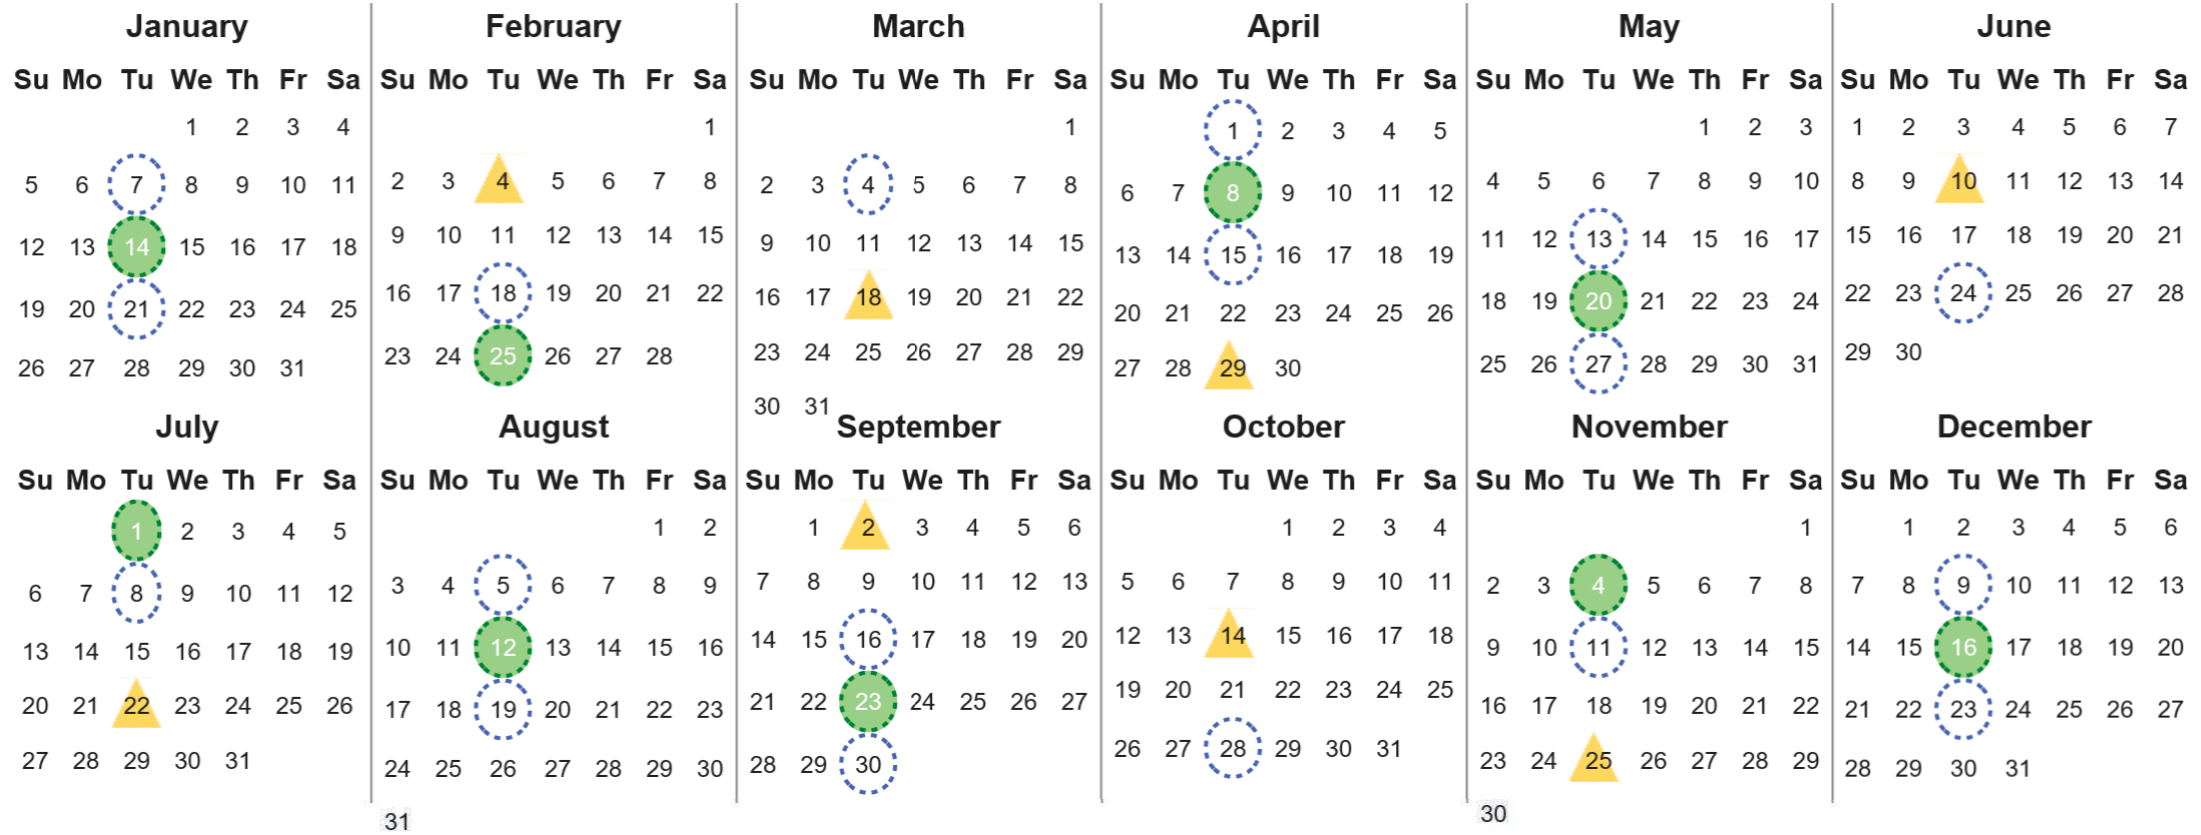 January February March April May June
Su Mo Tu We Th Fr Sa Su Mo Tu We Th Fr Sa Su Mo Tu We Th Fr Sa Su Mo Tu We Th Fr Sa Su Mo Tu We Th Fr Sa Su Mo Tu We Th Fr Sa
1 2 3 4 1 1 1 2 3 4 5 1 2 3 1 2 3 4 5 6 7
5 6 7 8 9 10 11 2 3 4 5 6 7 8 2 3 4 5 6 7 8 6 7 8 9 10 11 12 4 5 6 7 8 9 10 8 9 10 11 12 13 14
12 13 14 15 16 17 18 9 10 11 12 13 14 15 9 10 11 12 13 14 15 13 14 15 16 17 18 19 11 12 13 14 15 16 17 15 16 17 18 19 20 21
19 20 21 22 23 24 25 16 17 18 19 20 21 22 16 17 18 19 20 21 22 20 21 22 23 24 25 26 18 19 20 21 22 23 24 22 23 24 25 26 27 28
26 27 28 29 30 31 23 24 25 26 27 28 23 24 25 26 27 28 29 27 28 29 30 25 26 27 28 29 30 31 29 30
30 31
July August September October November December
Su Mo Tu We Th Fr Sa Su Mo Tu We Th Fr Sa Su Mo Tu We Th Fr Sa Su Mo Tu We Th Fr Sa Su Mo Tu We Th Fr Sa Su Mo Tu We Th Fr Sa
1 2 3 4 5 1 2 1 2 3 4 5 6 1 2 3 4 1 1 2 3 4 5 6
6 7 8 9 10 11 12 3 4 5 6 7 8 9 7 8 9 10 11 12 13 5 6 7 8 9 10 11 2 3 4 5 6 7 8 7 8 9 10 11 12 13
13 14 15 16 17 18 19 10 11 12 13 14 15 16 14 15 16 17 18 19 20 12 13 14 15 16 17 18 9 10 11 12 13 14 15 14 15 16 17 18 19 20
20 21 22 23 24 25 26 17 18 19 20 21 22 23 21 22 23 24 25 26 27 19 20 21 22 23 24 25 16 17 18 19 20 21 22 21 22 23 24 25 26 27
27 28 29 30 31 24 25 26 27 28 29 30 28 29 30 26 27 28 29 30 31 23 24 25 26 27 28 29 28 29 30 31
31 30